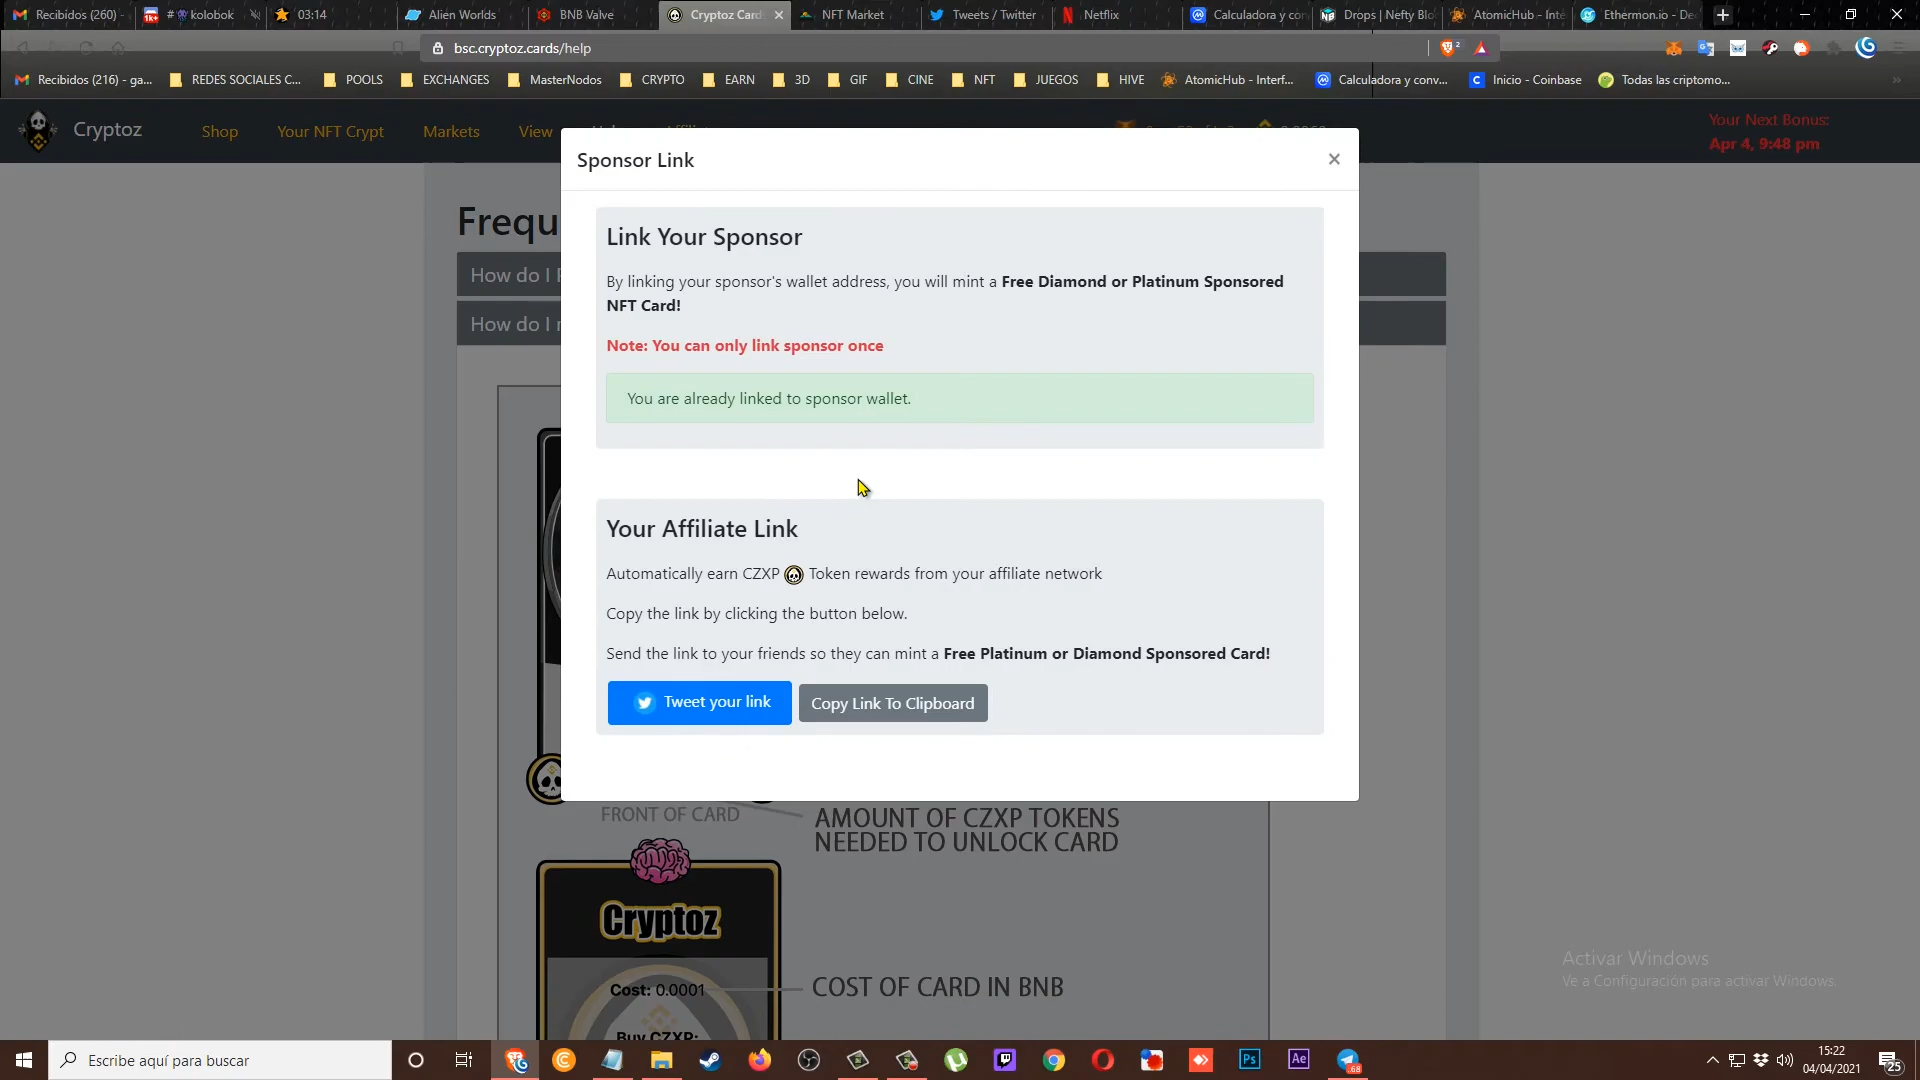 Recibidos (260) -
# kolobok
03:14
Alien Worlds
BNB Valve
Cryptoz Card
NFT Market
Tweets / Twitter
Netflix
Calculadora y con
Drops | Nefty Blo
AtomicHub - Inte
Ethermon.io - Dec
bsc.cryptoz.cards/help
Recibidos (216) - ga...
REDES SOCIALES C...
POOLS
EXCHANGES
MasterNodos
CRYPTO
EARN
3D
GIF
CINE
NFT
JUEGOS
HIVE
AtomicHub - Interf...
Calculadora y conv...
Inicio - Coinbase
Todas las criptomo...
Cryptoz
Shop
Your NFT Crypt
Markets
View
Your Next Bonus:
Apr 4, 9:48 pm
Sponsor Link
×
Frequ
How do I
How do I
Link Your Sponsor
By linking your sponsor's wallet address, you will mint a Free Diamond or Platinum Sponsored
NFT Card!
Note: You can only link sponsor once
You are already linked to sponsor wallet.
Your Affiliate Link
Automatically earn CZXP Token rewards from your affiliate network
Copy the link by clicking the button below.
Send the link to your friends so they can mint a Free Platinum or Diamond Sponsored Card!
Tweet your link
Copy Link To Clipboard
FRONT OF CARD
AMOUNT OF CZXP TOKENS
NEEDED TO UNLOCK CARD
Cryptoz
Cost: 0.0001
COST OF CARD IN BNB
Buy CZXP:
Activar Windows
Ve a Configuración para activar Windows.
Escribe aquí para buscar
Ps
Ae
.68
15:22
04/04/2021
25